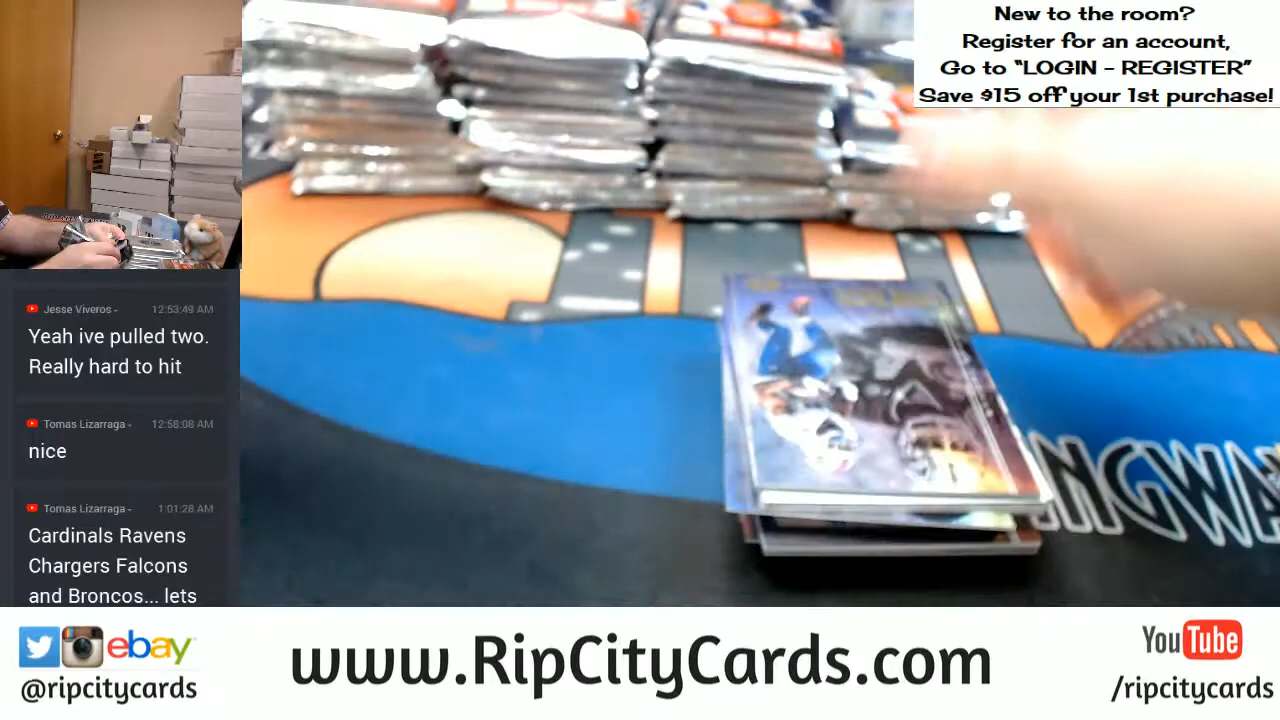 New to the room?
Register for an account,
Go to “LOGIN - REGISTER”
Save $15 off your 1st purchase!
Jesse Viveros
12:53:49 AM
Yeah ive pulled two.
Really hard to hit
Tomas Lizarraga
12:58:08 AM
nice
Tomas Lizarraga
1:01:28 AM
Cardinals Ravens
Chargers Falcons
and Broncos... lets
NGWA
ebay
@ripcitycards
www.RipCityCards.com
YouTube
/ripcitycards